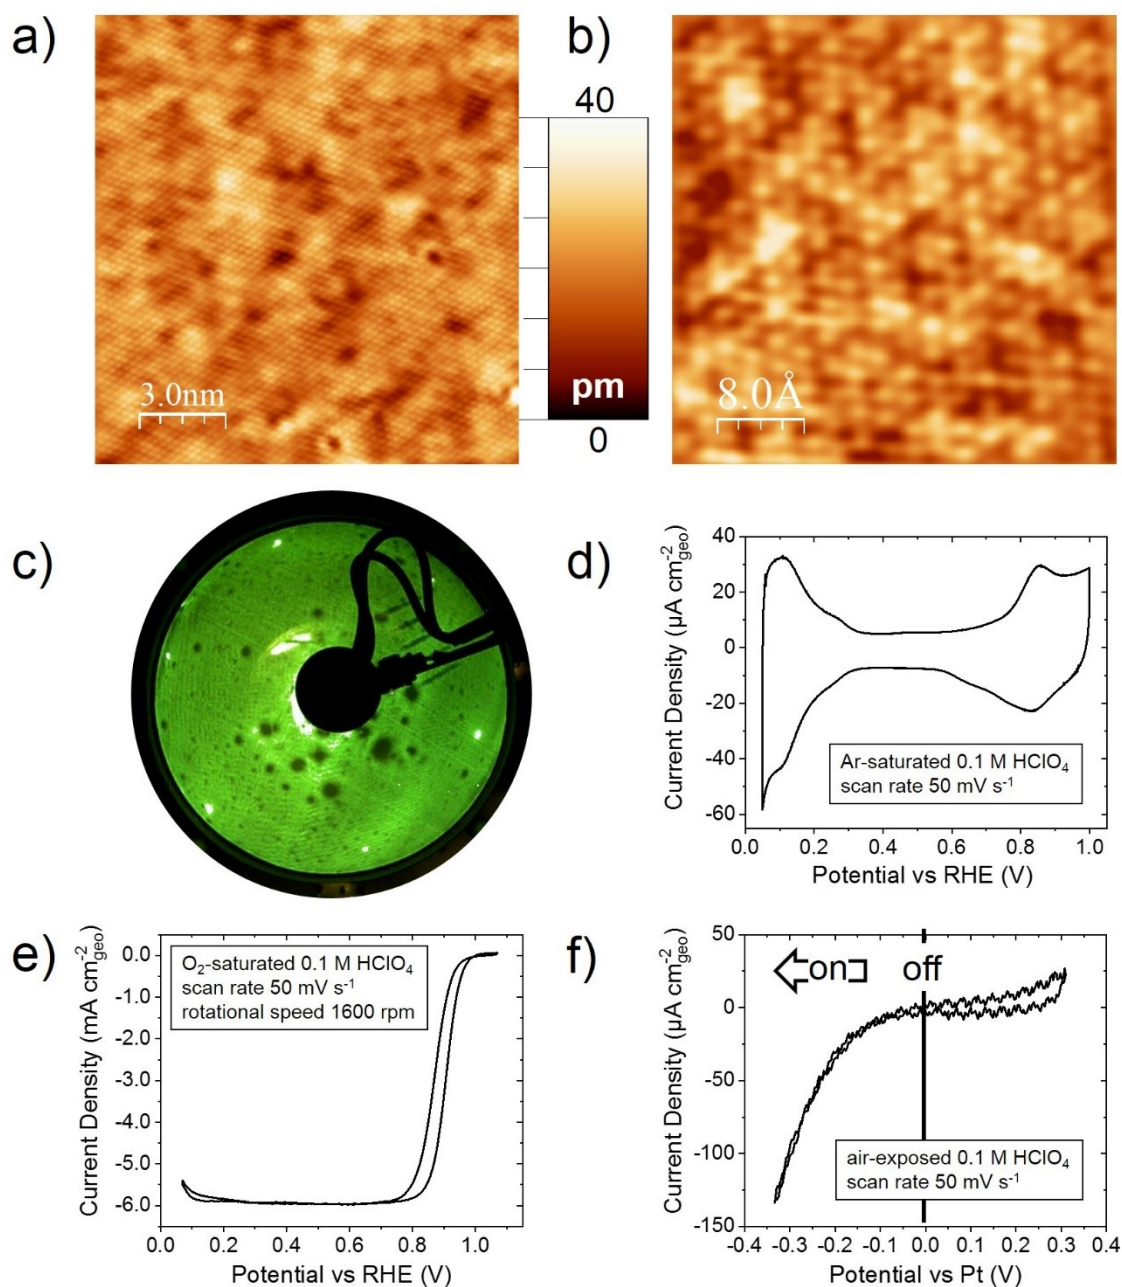 a)
b)
40
pm
0
3.0nm
8.0Å
c)
d)
Current Density (µA cm⁻²geo)
40
20
0
-20
-40
-60
Ar-saturated 0.1 M HClO₄
scan rate 50 mV s⁻¹
0.0 0.2 0.4 0.6 0.8 1.0
Potential vs RHE (V)
e)
Current Density (mA cm⁻²geo)
0.0
-1.0
-2.0
-3.0
-4.0
-5.0
-6.0
O₂-saturated 0.1 M HClO₄
scan rate 50 mV s⁻¹
rotational speed 1600 rpm
0.0 0.2 0.4 0.6 0.8 1.0
Potential vs RHE (V)
f)
Current Density (µA cm⁻²geo)
50
0
-50
-100
-150
on off
air-exposed 0.1 M HClO₄
scan rate 50 mV s⁻¹
-0.4 -0.3 -0.2 -0.1 0.0 0.1 0.2 0.3 0.4
Potential vs Pt (V)